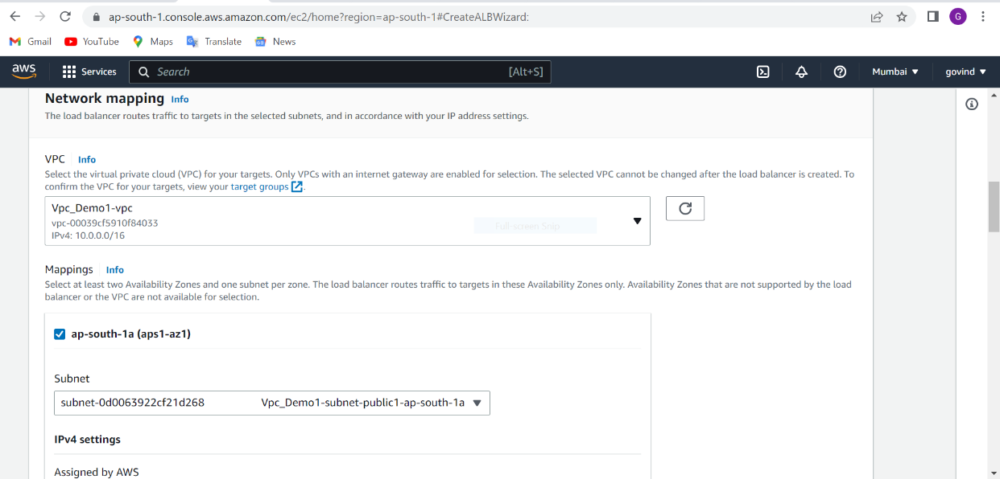 ap-south-1.console.aws.amazon.com/ec2/home?region=ap-south-1#CreateALBWizard:
G
Gmail YouTube Maps Translate News
aws Services Search [Alt+S] Mumbai ▼ govind ▼
Network mapping Info
The load balancer routes traffic to targets in the selected subnets, and in accordance with your IP address settings.
VPC Info
Select the virtual private cloud (VPC) for your targets. Only VPCs with an internet gateway are enabled for selection. The selected VPC cannot be changed after the load balancer is created. To
confirm the VPC for your targets, view your target groups.
Vpc_Demo1-vpc
vpc-00039cf5910f84033
Full-screen Snip
IPv4: 10.0.0.0/16
Mappings Info
Select at least two Availability Zones and one subnet per zone. The load balancer routes traffic to targets in these Availability Zones only. Availability Zones that are not supported by the load
balancer or the VPC are not available for selection.
ap-south-1a (aps1-az1)
Subnet
subnet-0d0063922cf21d268 Vpc_Demo1-subnet-public1-ap-south-1a
IPv4 settings
Assigned by AWS